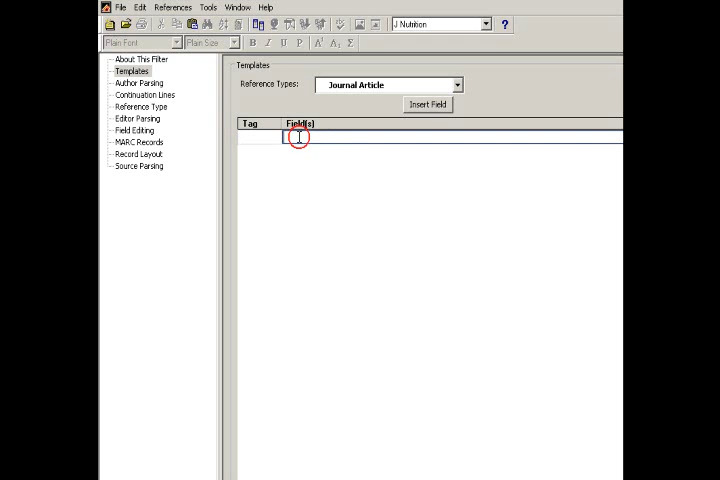 File Edit References Tools Window Help
J Nutrition ?
Plain Font Plain Size B I U P A¹ A₁ Σ
About This Filter
Templates
Author Parsing
Continuation Lines
Reference Type
Editor Parsing
Field Editing
MARC Records
Record Layout
Source Parsing
Templates
Reference Types: Journal Article
Insert Field
Tag Field(s)